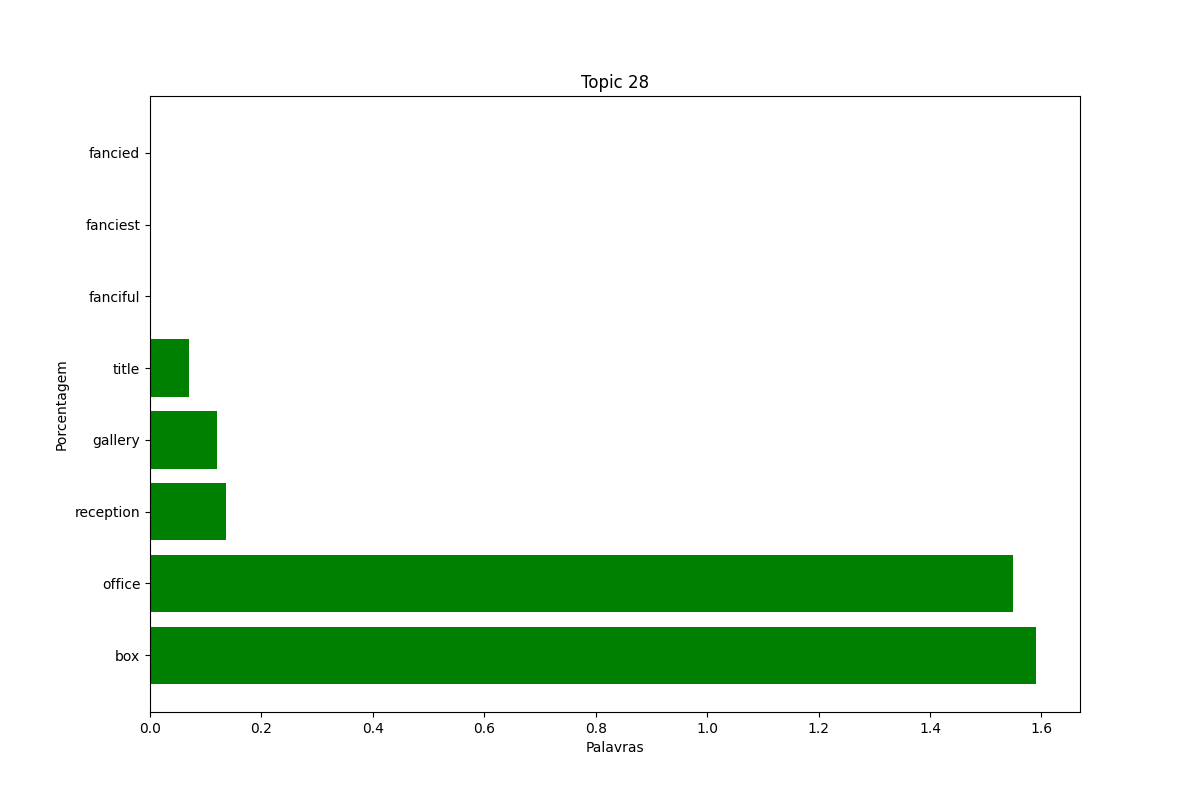 Topic 28
fancied
fanciest
fanciful
title
gallery
reception
office
box
Porcentagem
0.0 0.2 0.4 0.6 0.8 1.0 1.2 1.4 1.6
Palavras